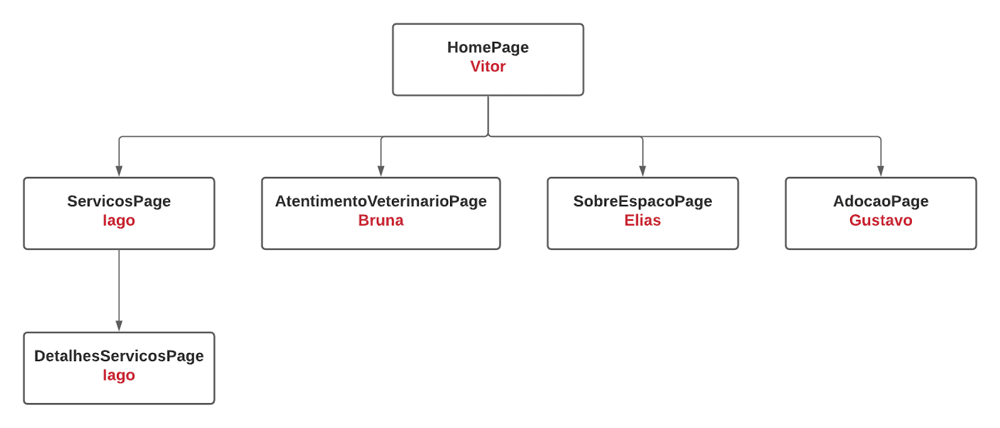 HomePage
Vitor
ServicosPage
Iago
AtentimentoVeterinarioPage
Bruna
SobreEspacoPage
Elias
AdocaoPage
Gustavo
DetalhesServicosPage
Iago